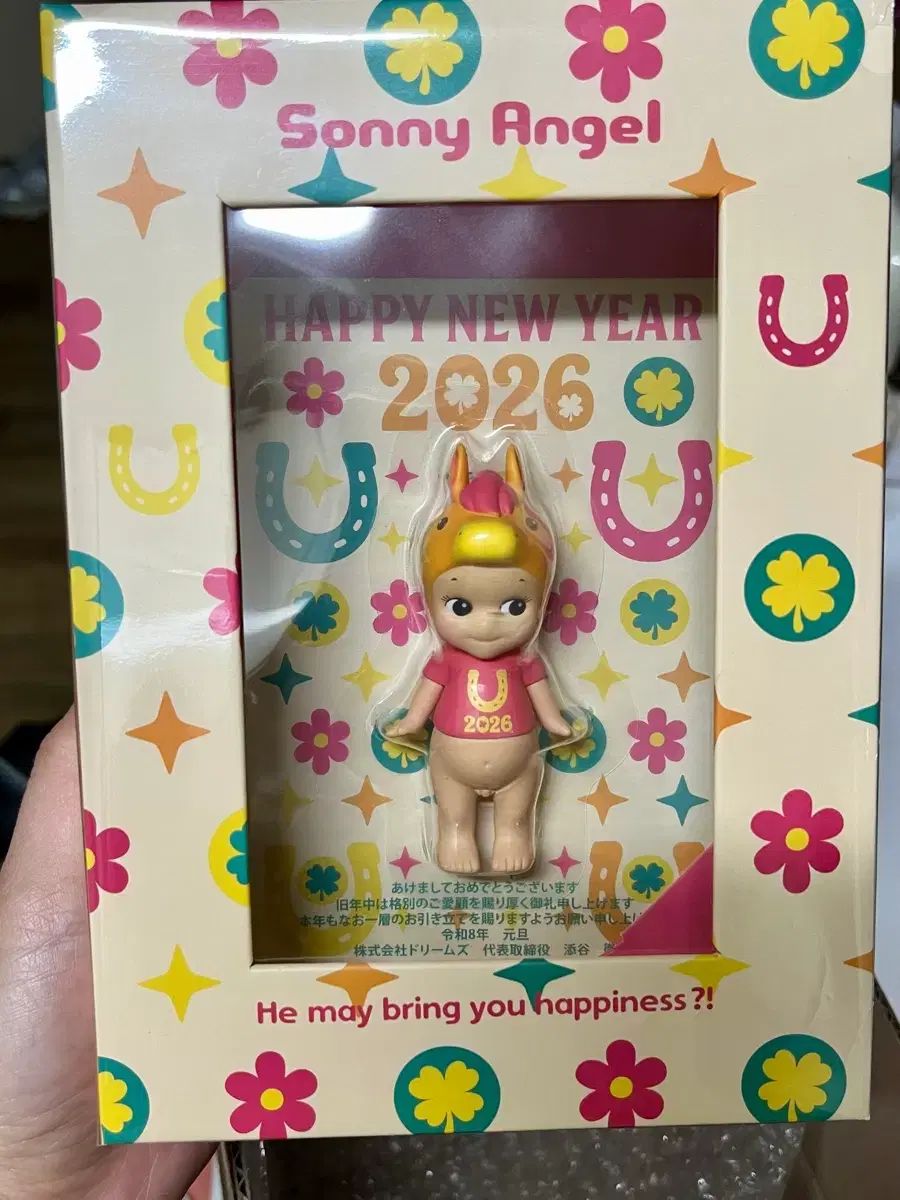 Sonny Angel
HAPPY NEW YEAR
2026
2026
あけましておめでとうございます
旧年中は格別のご愛顧を賜り厚く御礼申し上げます
本年もなお一層のお引き立てを賜りますようお願い申し上げ
令和8年 元旦
株式会社ドリームズ 代表取締役 添谷
He may bring you happiness?!